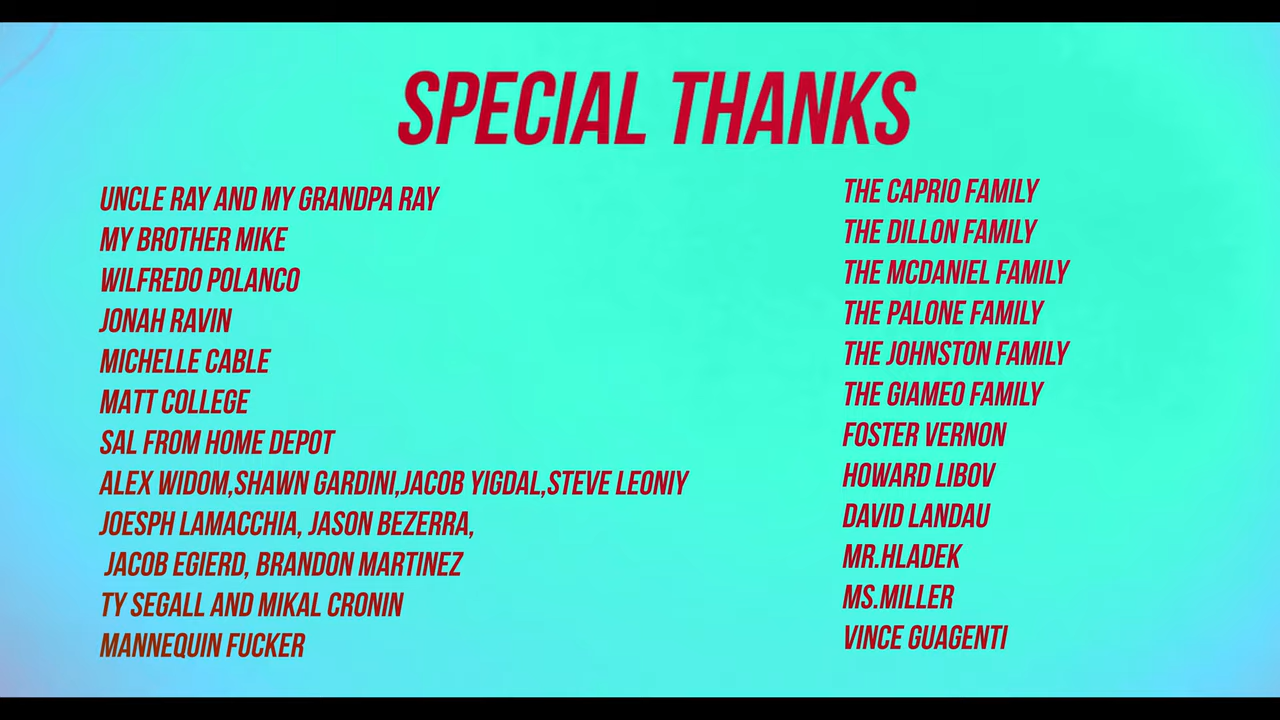 SPECIAL THANKS
UNCLE RAY AND MY GRANDPA RAY
MY BROTHER MIKE
WILFREDO POLANCO
JONAH RAVIN
MICHELLE CABLE
MATT COLLEGE
SAL FROM HOME DEPOT
ALEX WIDOM,SHAWN GARDINI,JACOB YIGDAL,STEVE LEONIY
JOESPH LAMACCHIA, JASON BEZERRA,
JACOB EGIERD, BRANDON MARTINEZ
TY SEGALL AND MIKAL CRONIN
MANNEQUIN FUCKER
THE CAPRIO FAMILY
THE DILLON FAMILY
THE MCDANIEL FAMILY
THE PALONE FAMILY
THE JOHNSTON FAMILY
THE GIAMEO FAMILY
FOSTER VERNON
HOWARD LIBOV
DAVID LANDAU
MR.HLADEK
MS.MILLER
VINCE GUAGENTI